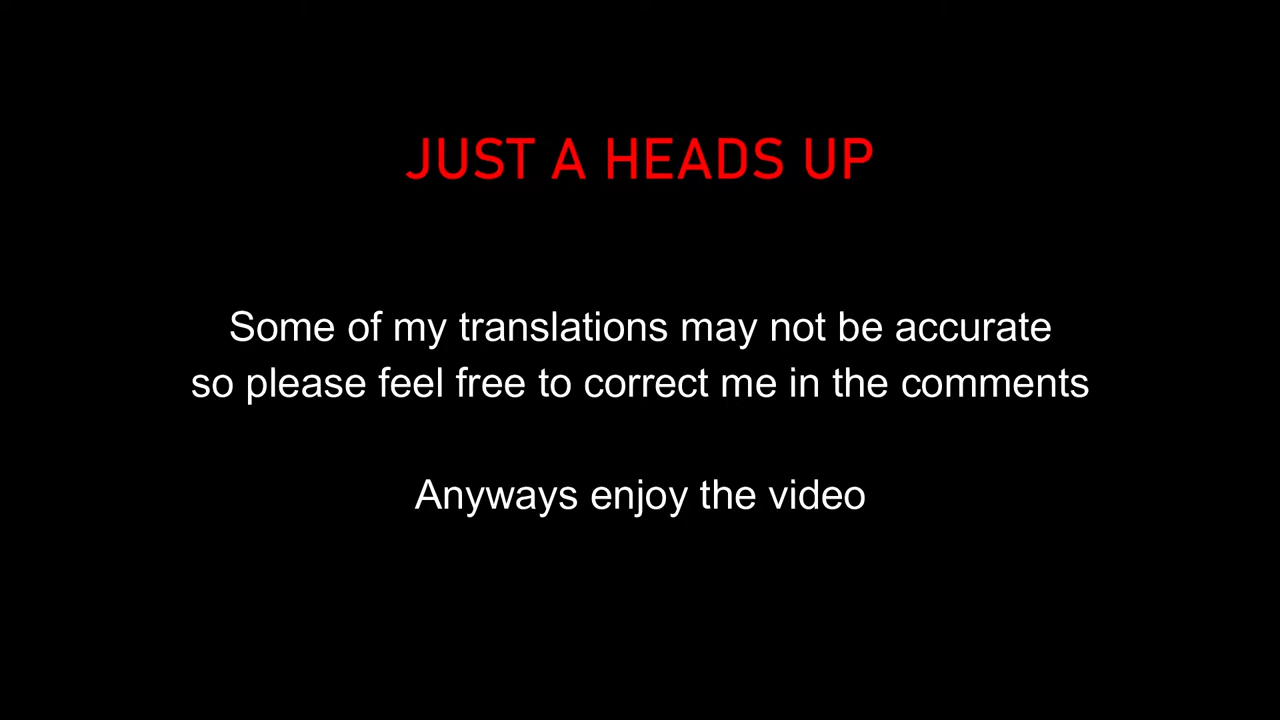 JUST A HEADS UP
Some of my translations may not be accurate
so please feel free to correct me in the comments
Anyways enjoy the video